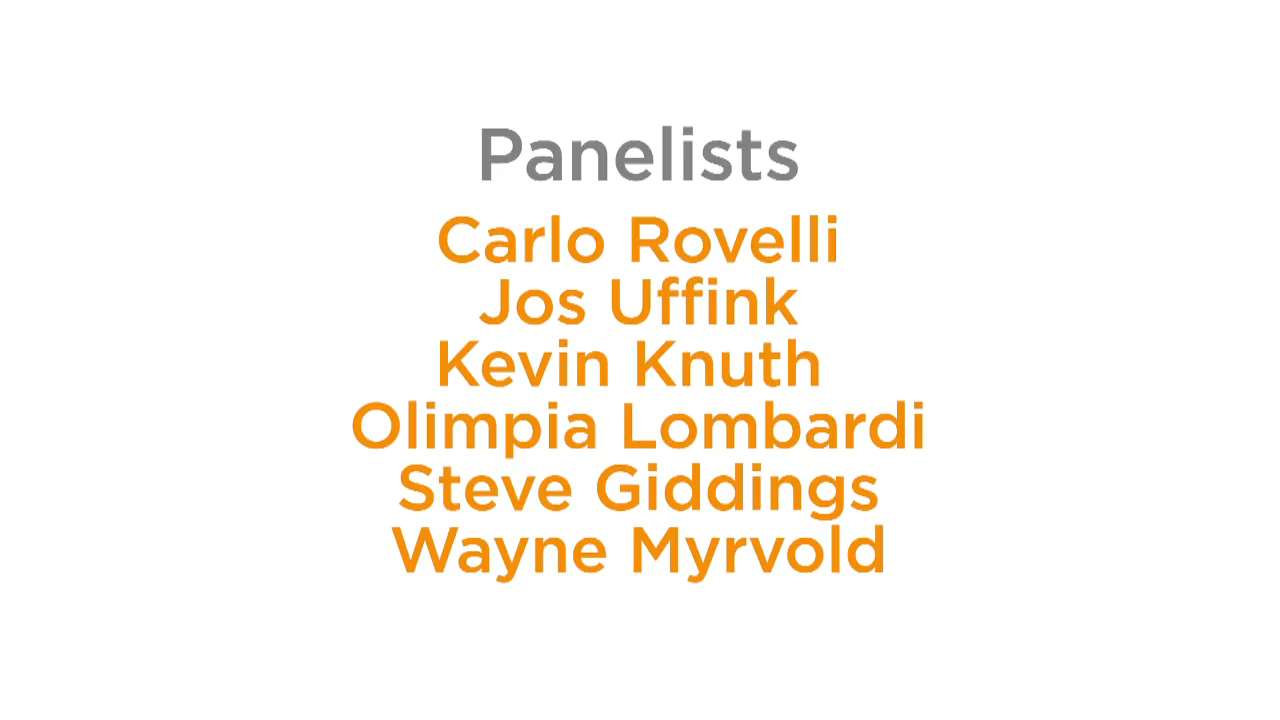 Panelists
Carlo Rovelli
Jos Uffink
Kevin Knuth
Olimpia Lombardi
Steve Giddings
Wayne Myrvold